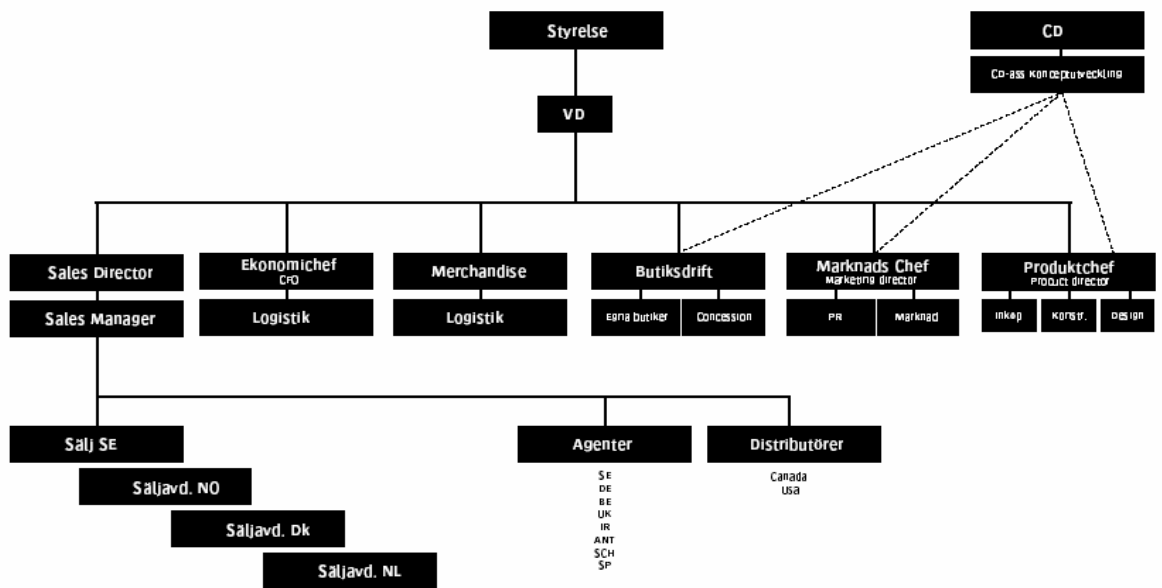 Styrelse
CD
CD-ass Konceptutveckling
VD
Sales Director
Ekonomichef
CFO
Merchandise
Butiksdrift
Marknads Chef
Marketing director
Produktchef
Product director
Sales Manager
Logistik
Logistik
Egna butiker
Concession
PR
Marknad
Inköp
Konstr.
Design
Sälj SE
Agenter
Distributörer
Säljavd. NO
Säljavd. Dk
Säljavd. NL
SE
DE
BE
UK
IR
ANT
SCH
SP
Canada
usa